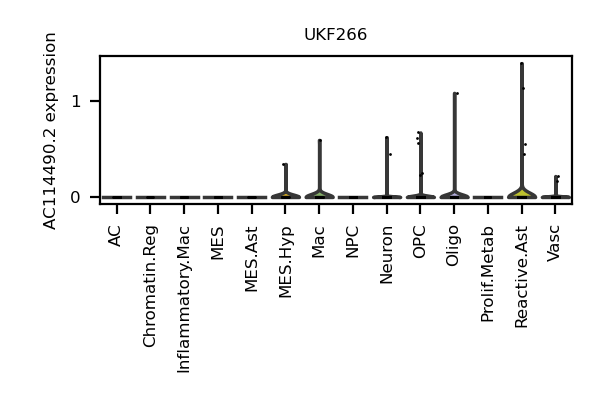 UKF266
AC114490.2 expression
1
0
AC
Chromatin.Reg
Inflammatory.Mac
MES
MES.Ast
MES.Hyp
Mac
NPC
Neuron
OPC
Oligo
Prolif.Metab
Reactive.Ast
Vasc